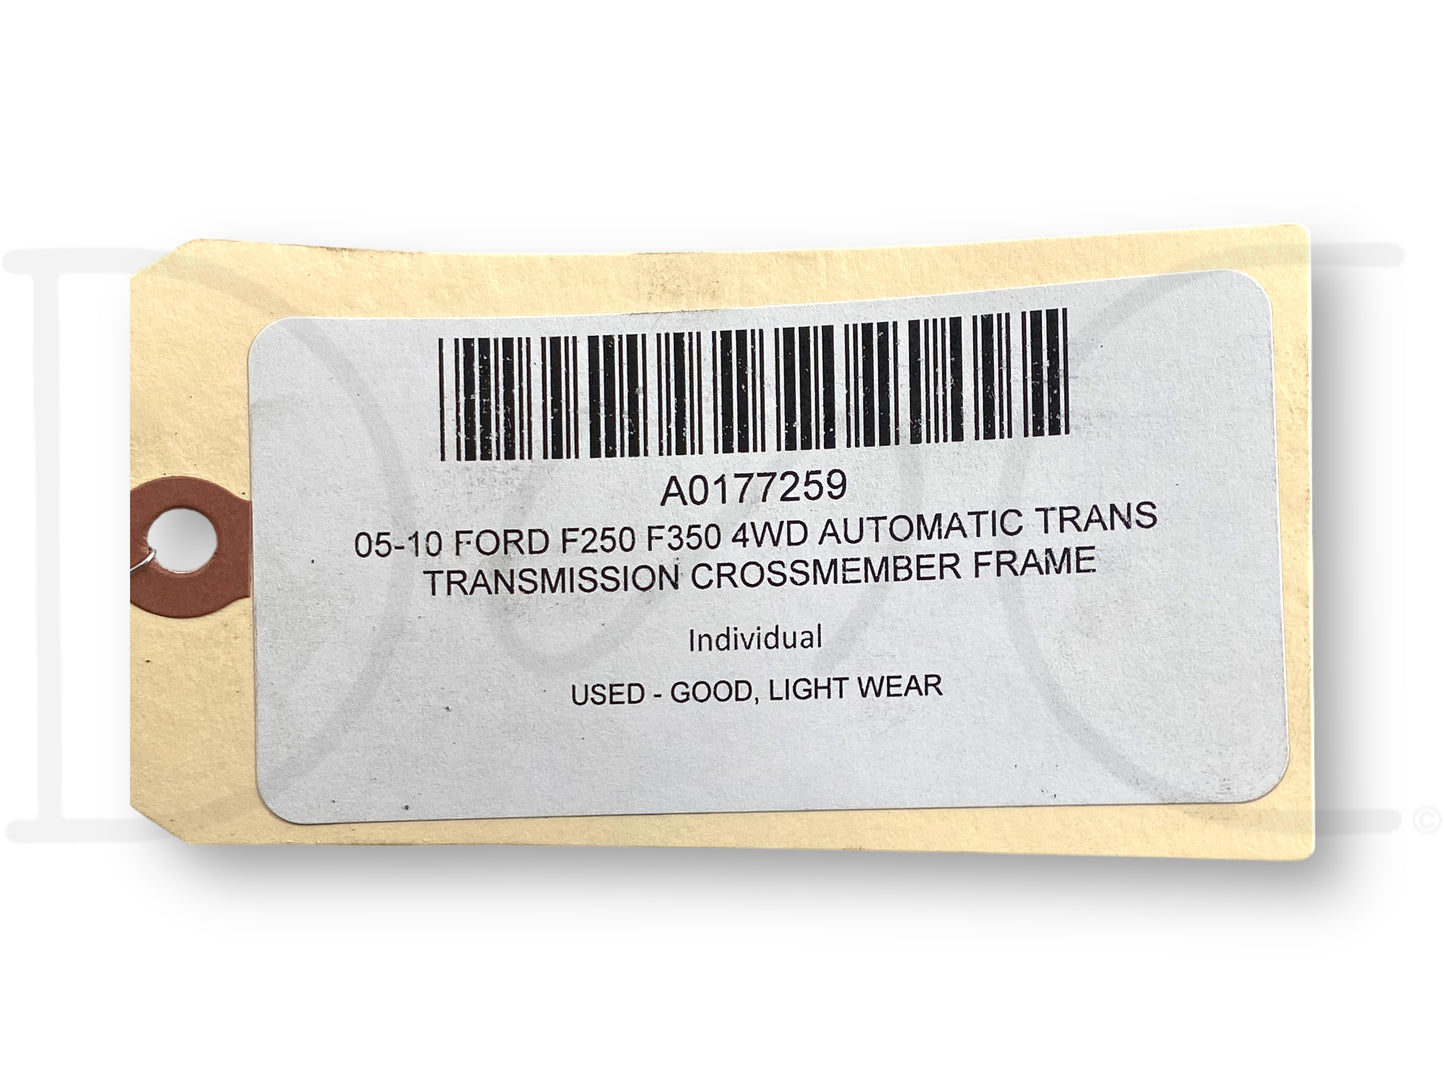 A0177259
05-10 FORD F250 F350 4WD AUTOMATIC TRANS
TRANSMISSION CROSSMEMBER FRAME
Individual
USED - GOOD, LIGHT WEAR
©